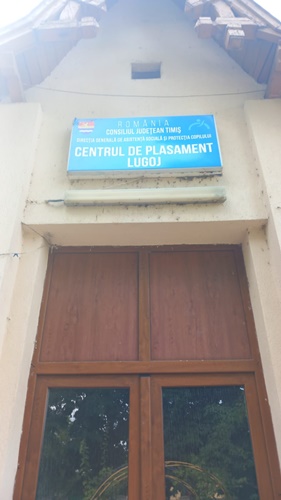 ROMÂNIA
CONSILIUL JUDEȚEAN TIMIȘ
DIRECȚIA GENERALĂ DE ASISTENȚĂ SOCIALĂ ȘI PROTECȚIA COPILULUI
CENTRUL DE PLASAMENT
LUGOJ